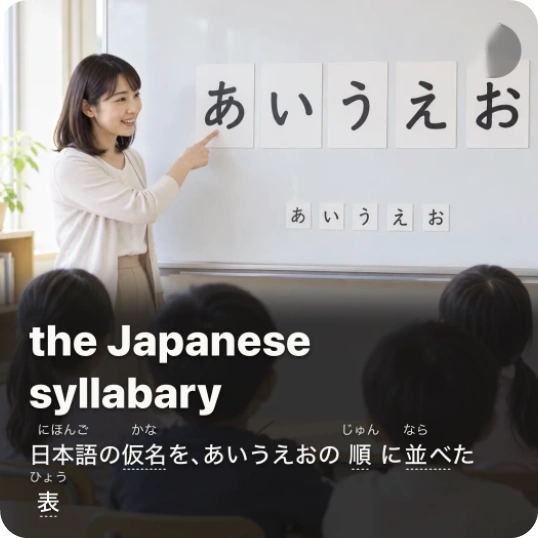 あ い う え お
あ い う え お
the Japanese
syllabary
にほんご かな じゅん なら
日本語の仮名を、あいうえおの 順 に並べた
ひょう
表